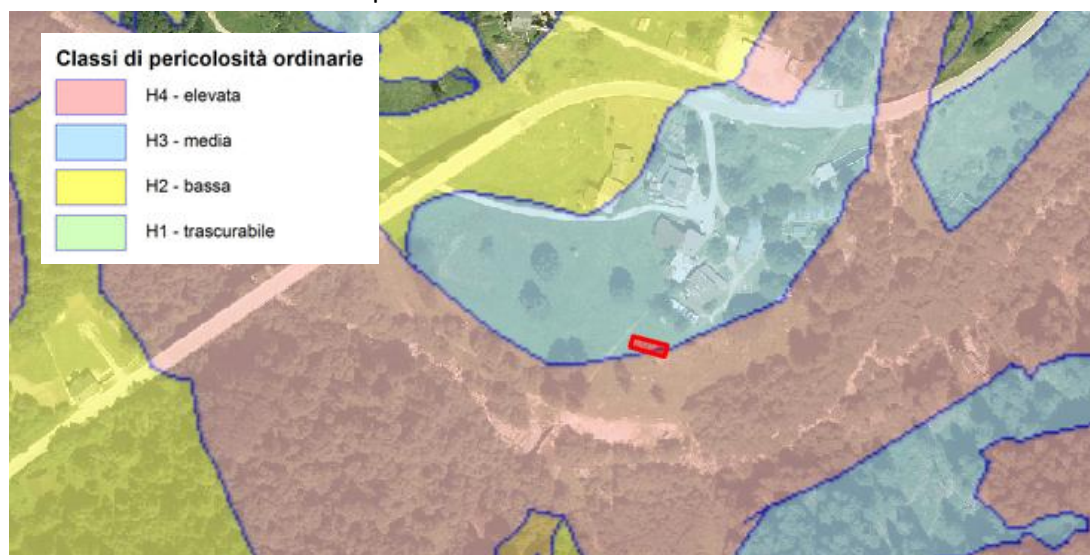 Classi di pericolosità ordinarie
H4 - elevata
H3 - media
H2 - bassa
H1 - trascurabile